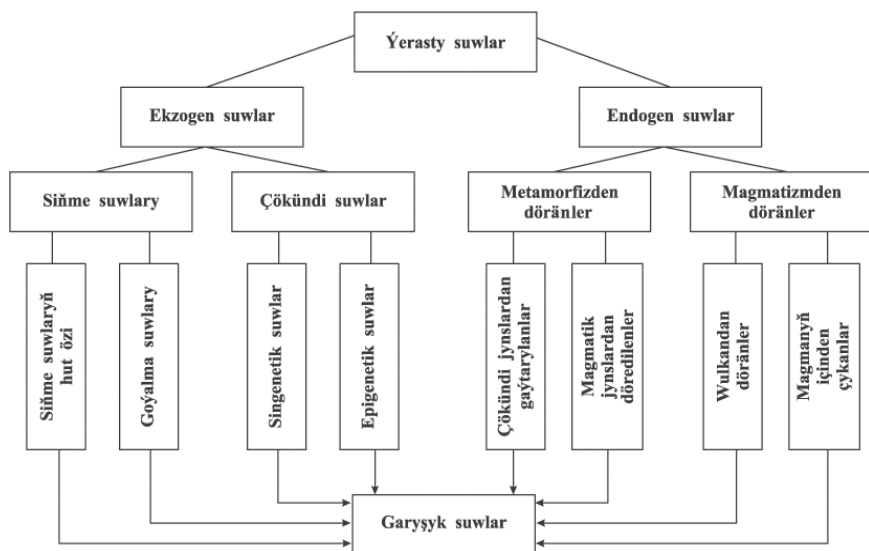 Ýerasty suwlar
Ekzogen suwlar
Endogen suwlar
Siňme suwlary
Çökündi suwlar
Metamorfizden
döränler
Magmatizmden
döränler
Siňme suwlaryň
hut özi
Goýalma suwlary
Singenetik suwlar
Epigenetik suwlar
Çökündi jynslardan
gaýtarylanlar
Magmatik
jynslardan
döredilenler
Wulkandan
döränler
Magmanyň
içinden
çykanlar
Garyşyk suwlar